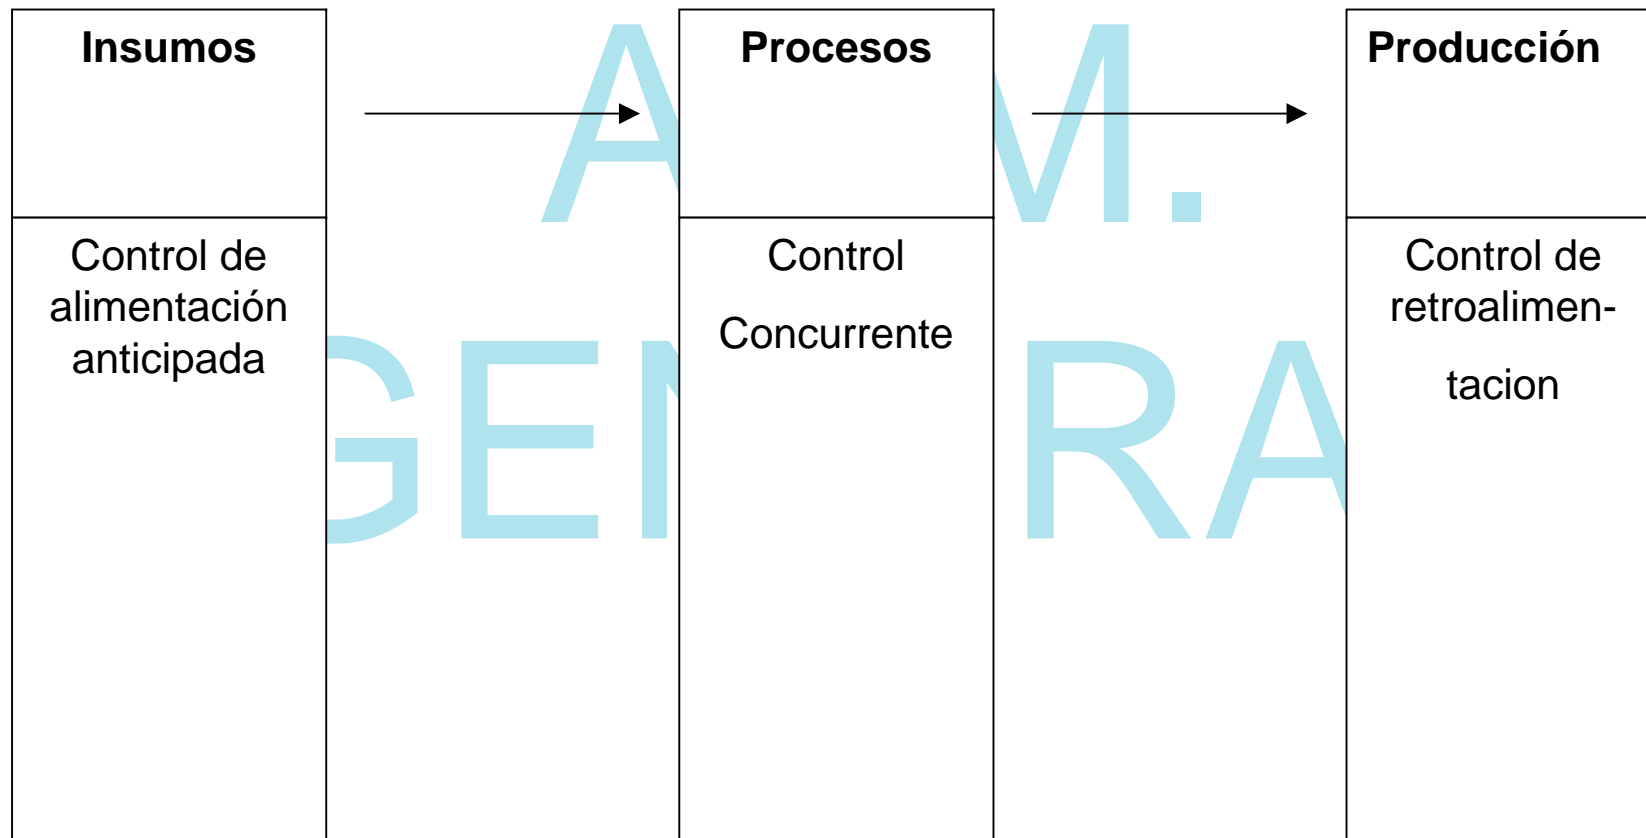 Insumos
Procesos
Producción
Control de
alimentación
anticipada
Control
Concurrente
Control de
retroalimen-
tacion